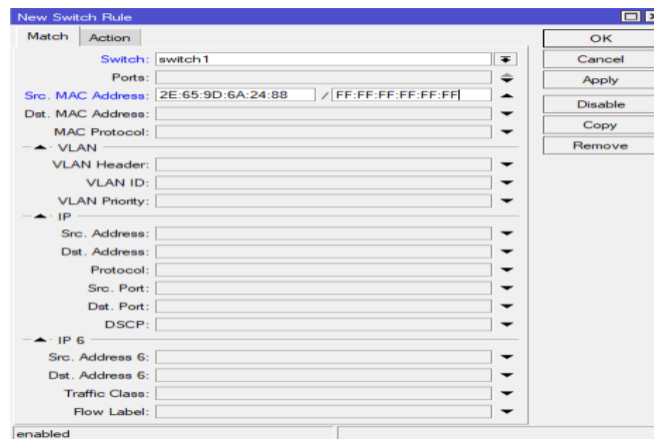 New Switch Rule
Match Action
Switch: switch1
Ports:
Src. MAC Address: 2E:65:9D:6A:24:88 / FF:FF:FF:FF:FF:FF
Dst. MAC Address:
MAC Protocol:
VLAN
VLAN Header:
VLAN ID:
VLAN Priority:
IP
Src. Address:
Dst. Address:
Protocol:
Src. Port:
Dst. Port:
DSCP:
IP 6
Src. Address 6:
Dst. Address 6:
Traffic Class:
Flow Label:
enabled
OK
Cancel
Apply
Disable
Copy
Remove